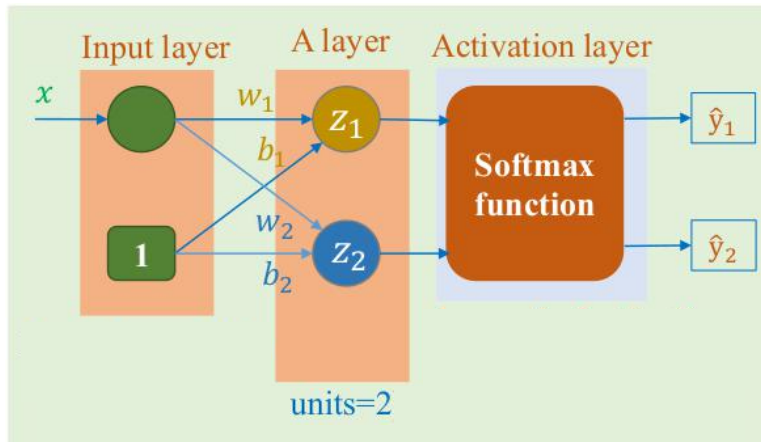 Input layer
A layer
Activation layer
x
w₁
z₁
ŷ₁
b₁
Softmax
function
1
w₂
z₂
ŷ₂
b₂
units=2